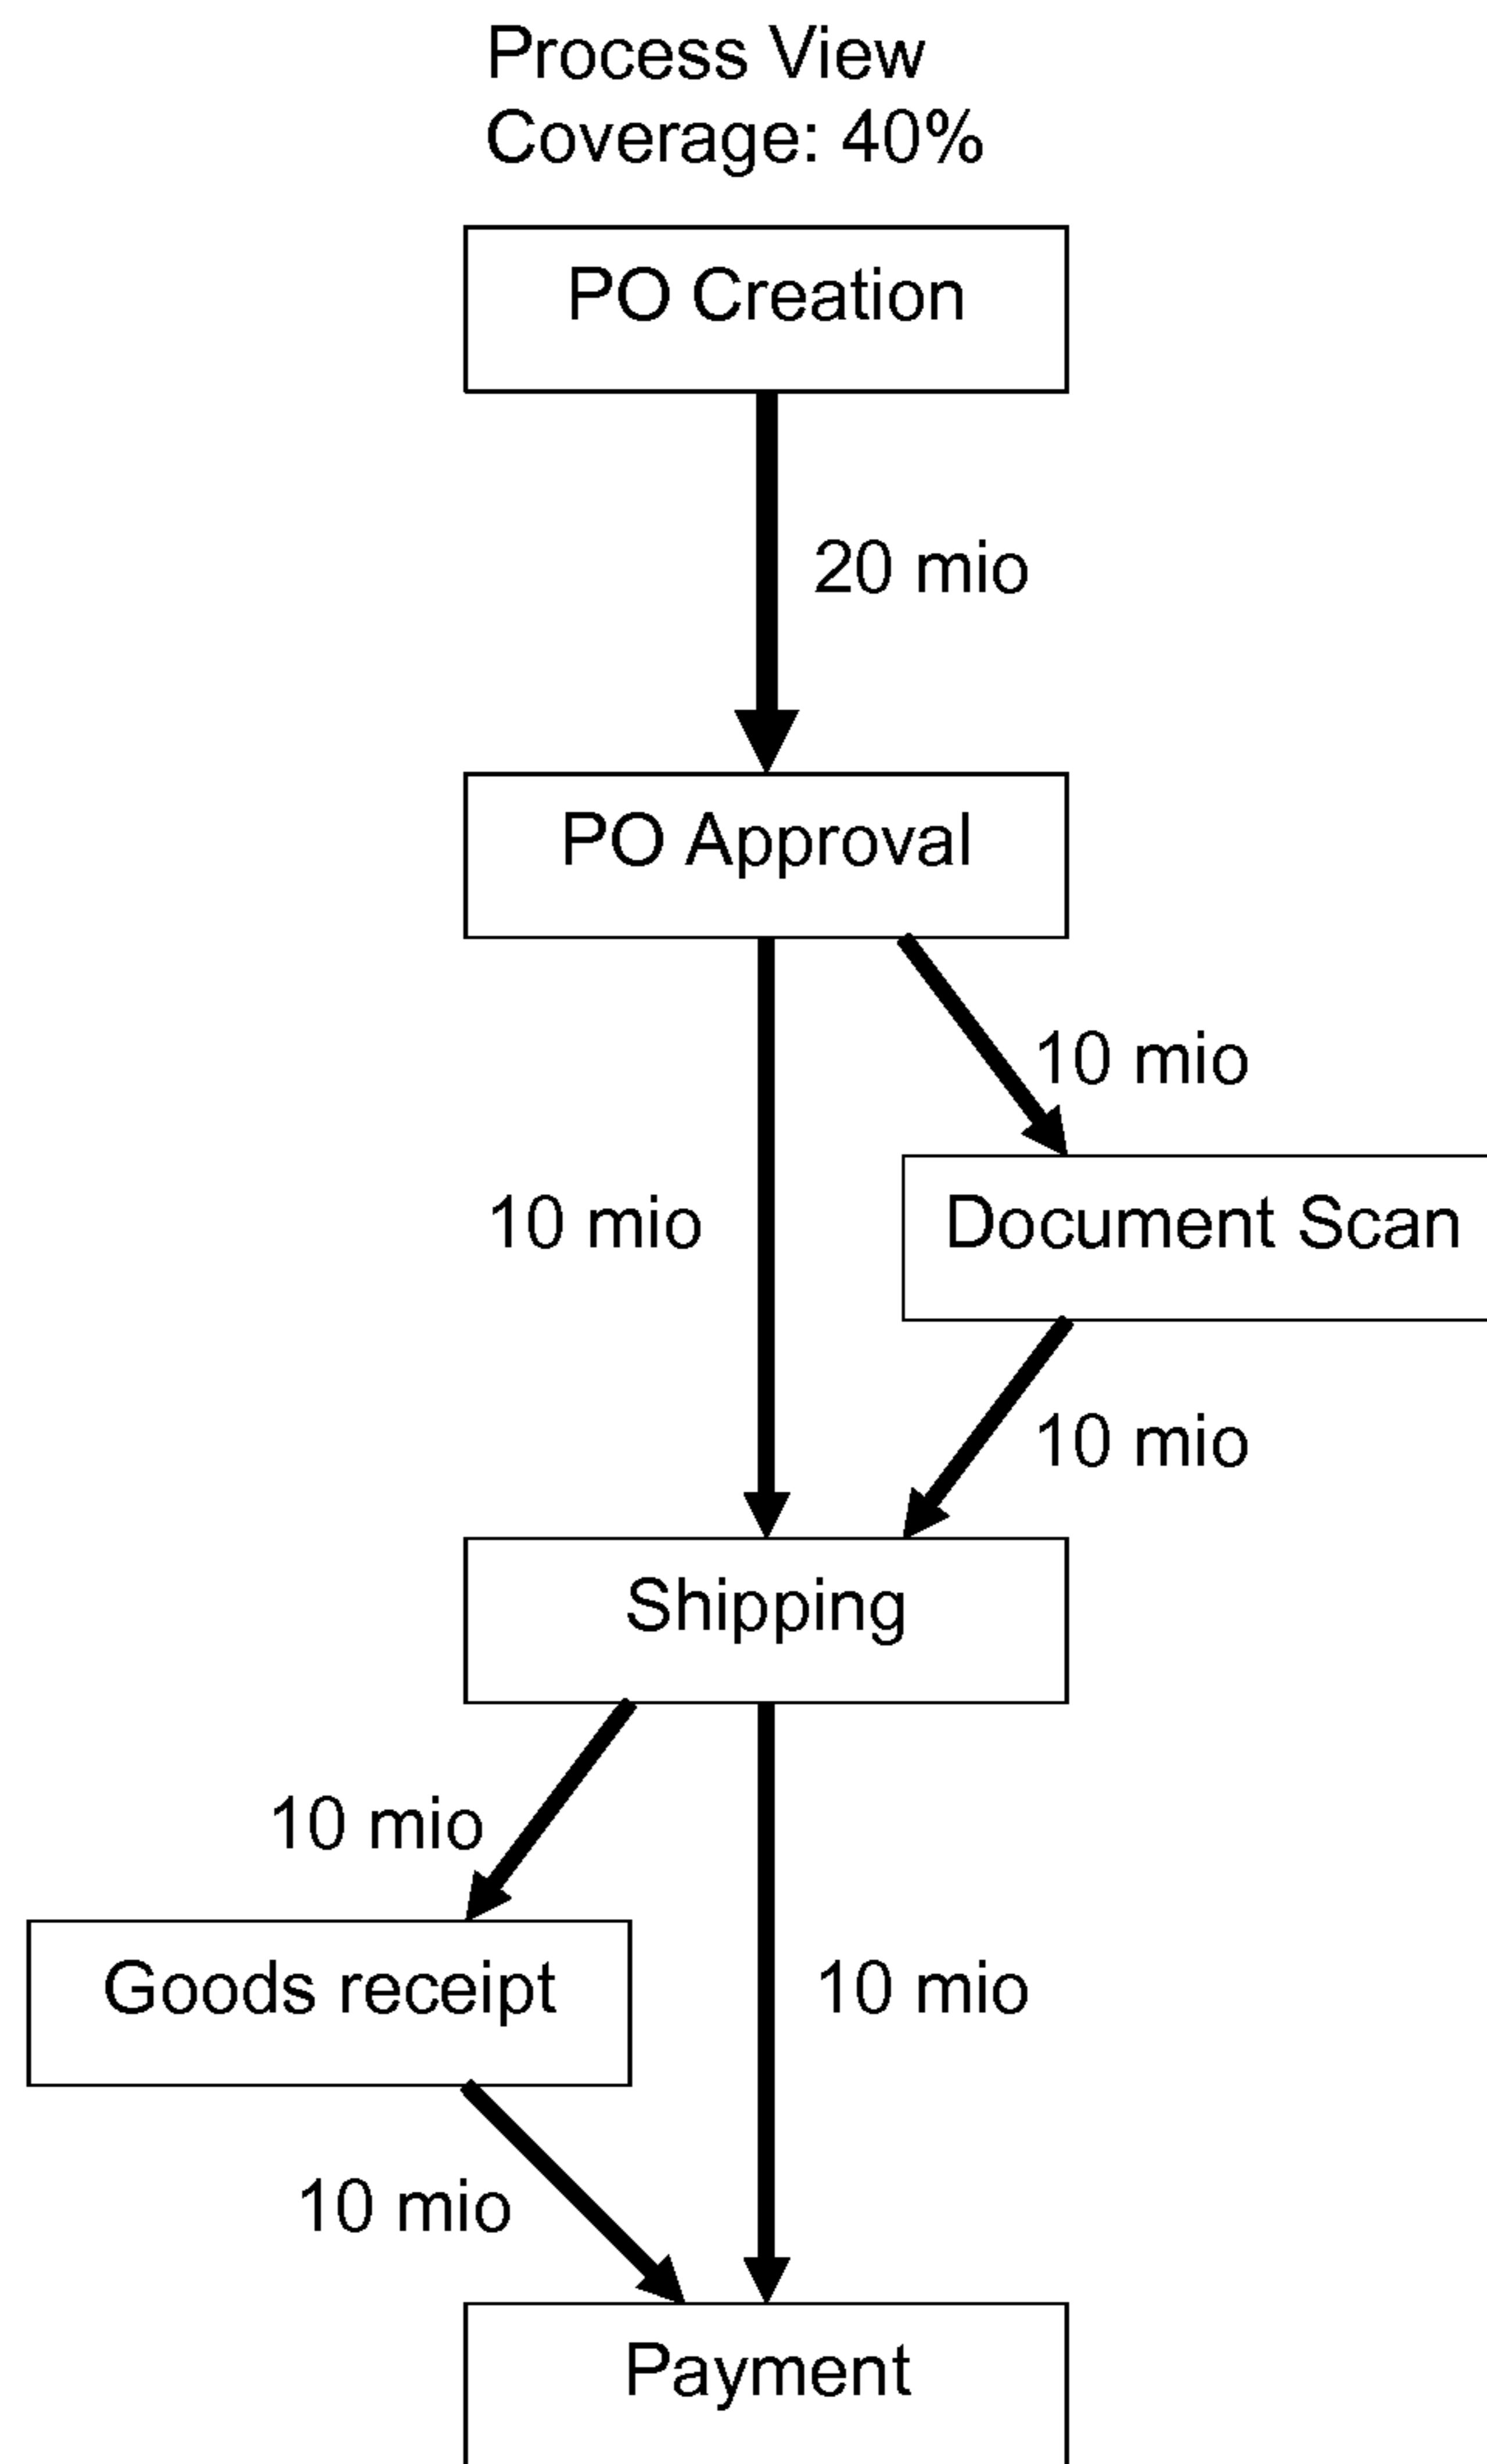 Process View
Coverage: 40%
PO Creation
20 mio
PO Approval
10 mio
10 mio
Document Scan
10 mio
Shipping
10 mio
Goods receipt
10 mio
10 mio
Payment